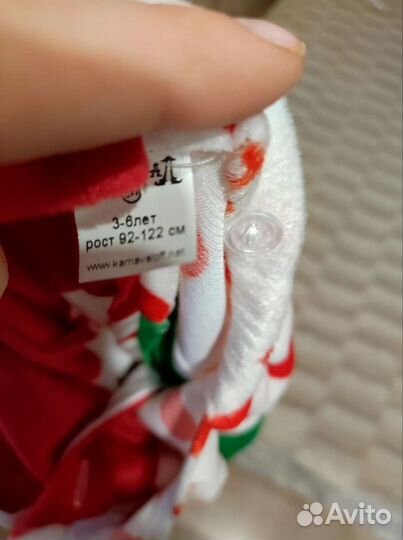 3-6лет
рост 92-122 см
www.karnavaloff.net
Avito